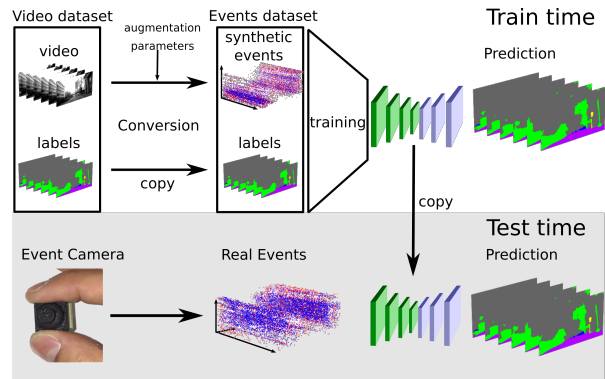 Video dataset
Events dataset
Train time
augmentation
parameters
video
synthetic
events
Prediction
Conversion
training
labels
labels
copy
copy
Test time
Event Camera
Real Events
Prediction